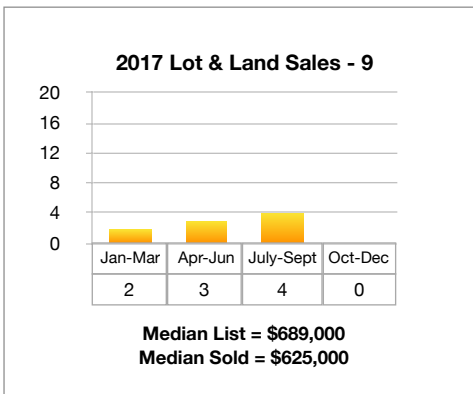 2017 Lot & Land Sales - 9
20
16
12
8
4
0
Jan-Mar Apr-Jun July-Sept Oct-Dec
2 3 4 0
Median List = $689,000
Median Sold = $625,000